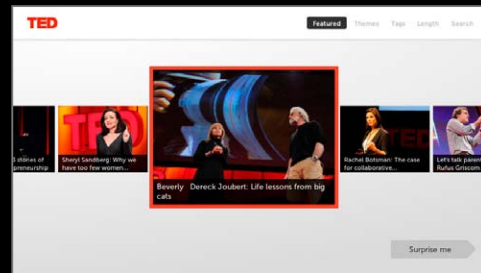 TED
Featured Themes Tags Length Search
TED
TED
stories of
preneurship
Sheryl Sandberg: Why we
have too few women...
Beverly Dereck Joubert: Life lessons from big
cats
Rachel Botsman: The case
for collaborative...
Let's talk parent
Rufus Griscom
Surprise me